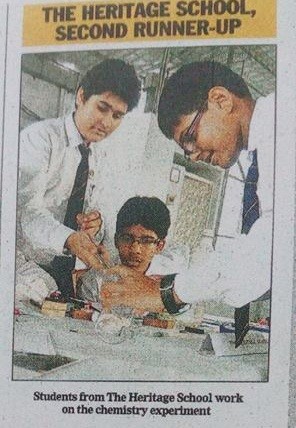 THE HERITAGE SCHOOL,
SECOND RUNNER-UP
Students from The Heritage School work
on the chemistry experiment